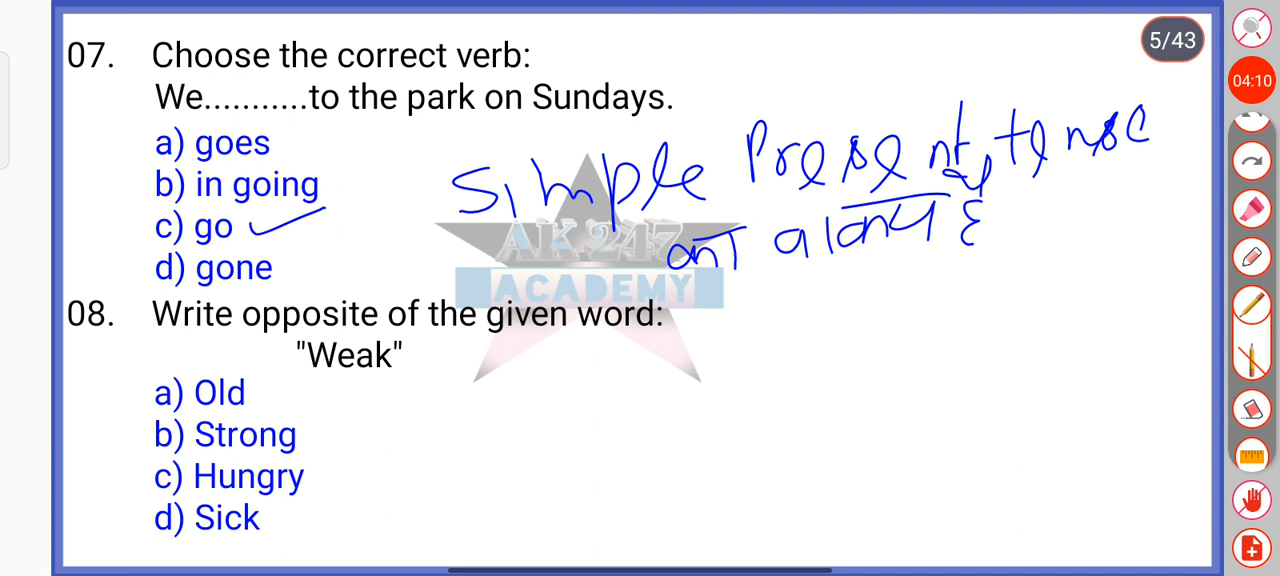 5/43
07. Choose the correct verb:
We...........to the park on Sundays.
04:10
a) goes
b) in going
c) go
d) gone
Simple Present tense
AK 247
ACADEMY
08. Write opposite of the given word:
"Weak"
a) Old
b) Strong
c) Hungry
d) Sick